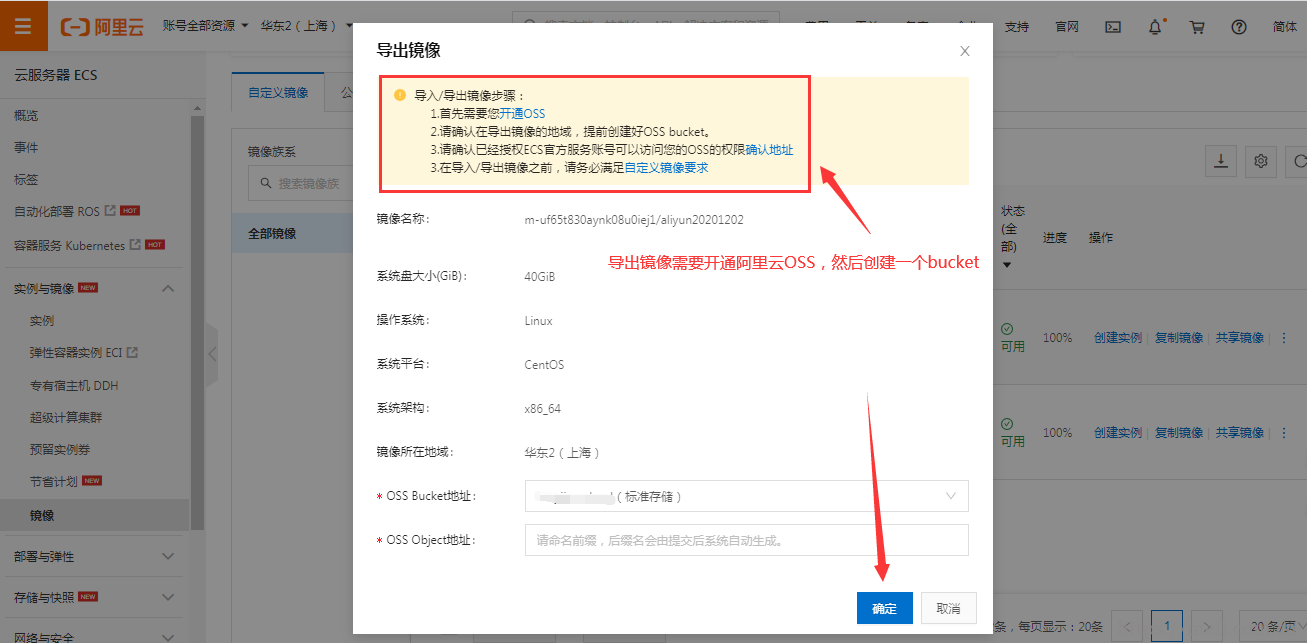 阿里云
账号全部资源
华东2（上海）
支持
官网
简体
云服务器 ECS
概览
事件
标签
自动化部署 ROS HOT
容器服务 Kubernetes HOT
实例与镜像 NEW
实例
弹性容器实例 ECI
专有宿主机 DDH
超级计算集群
预留实例券
节省计划 NEW
镜像
部署与弹性
存储与快照 NEW
网络与安全
自定义镜像
公
镜像族系
搜索镜像族
全部镜像
导出镜像
导入/导出镜像步骤：
1.首先需要您开通OSS
2.请确认在导出镜像的地域，提前创建好OSS bucket。
3.请确认已经授权ECS官方服务账号可以访问您的OSS的权限确认地址
3.在导入/导出镜像之前，请务必满足自定义镜像要求
镜像名称：
m-uf65t830aynk08u0iej1/aliyun20201202
导出镜像需要开通阿里云OSS，然后创建一个bucket
系统盘大小(GiB)：
40GiB
操作系统：
Linux
系统平台：
CentOS
系统架构：
x86_64
镜像所在地域：
华东2（上海）
* OSS Bucket地址：
（标准存储）
* OSS Object地址：
请命名前缀，后缀名会由提交后系统自动生成。
确定
取消
状态
(全
部)
进度
操作
可用
100%
创建实例
复制镜像
共享镜像
可用
100%
创建实例
复制镜像
共享镜像
条，每页显示：20条
<
1
>
20 条/页